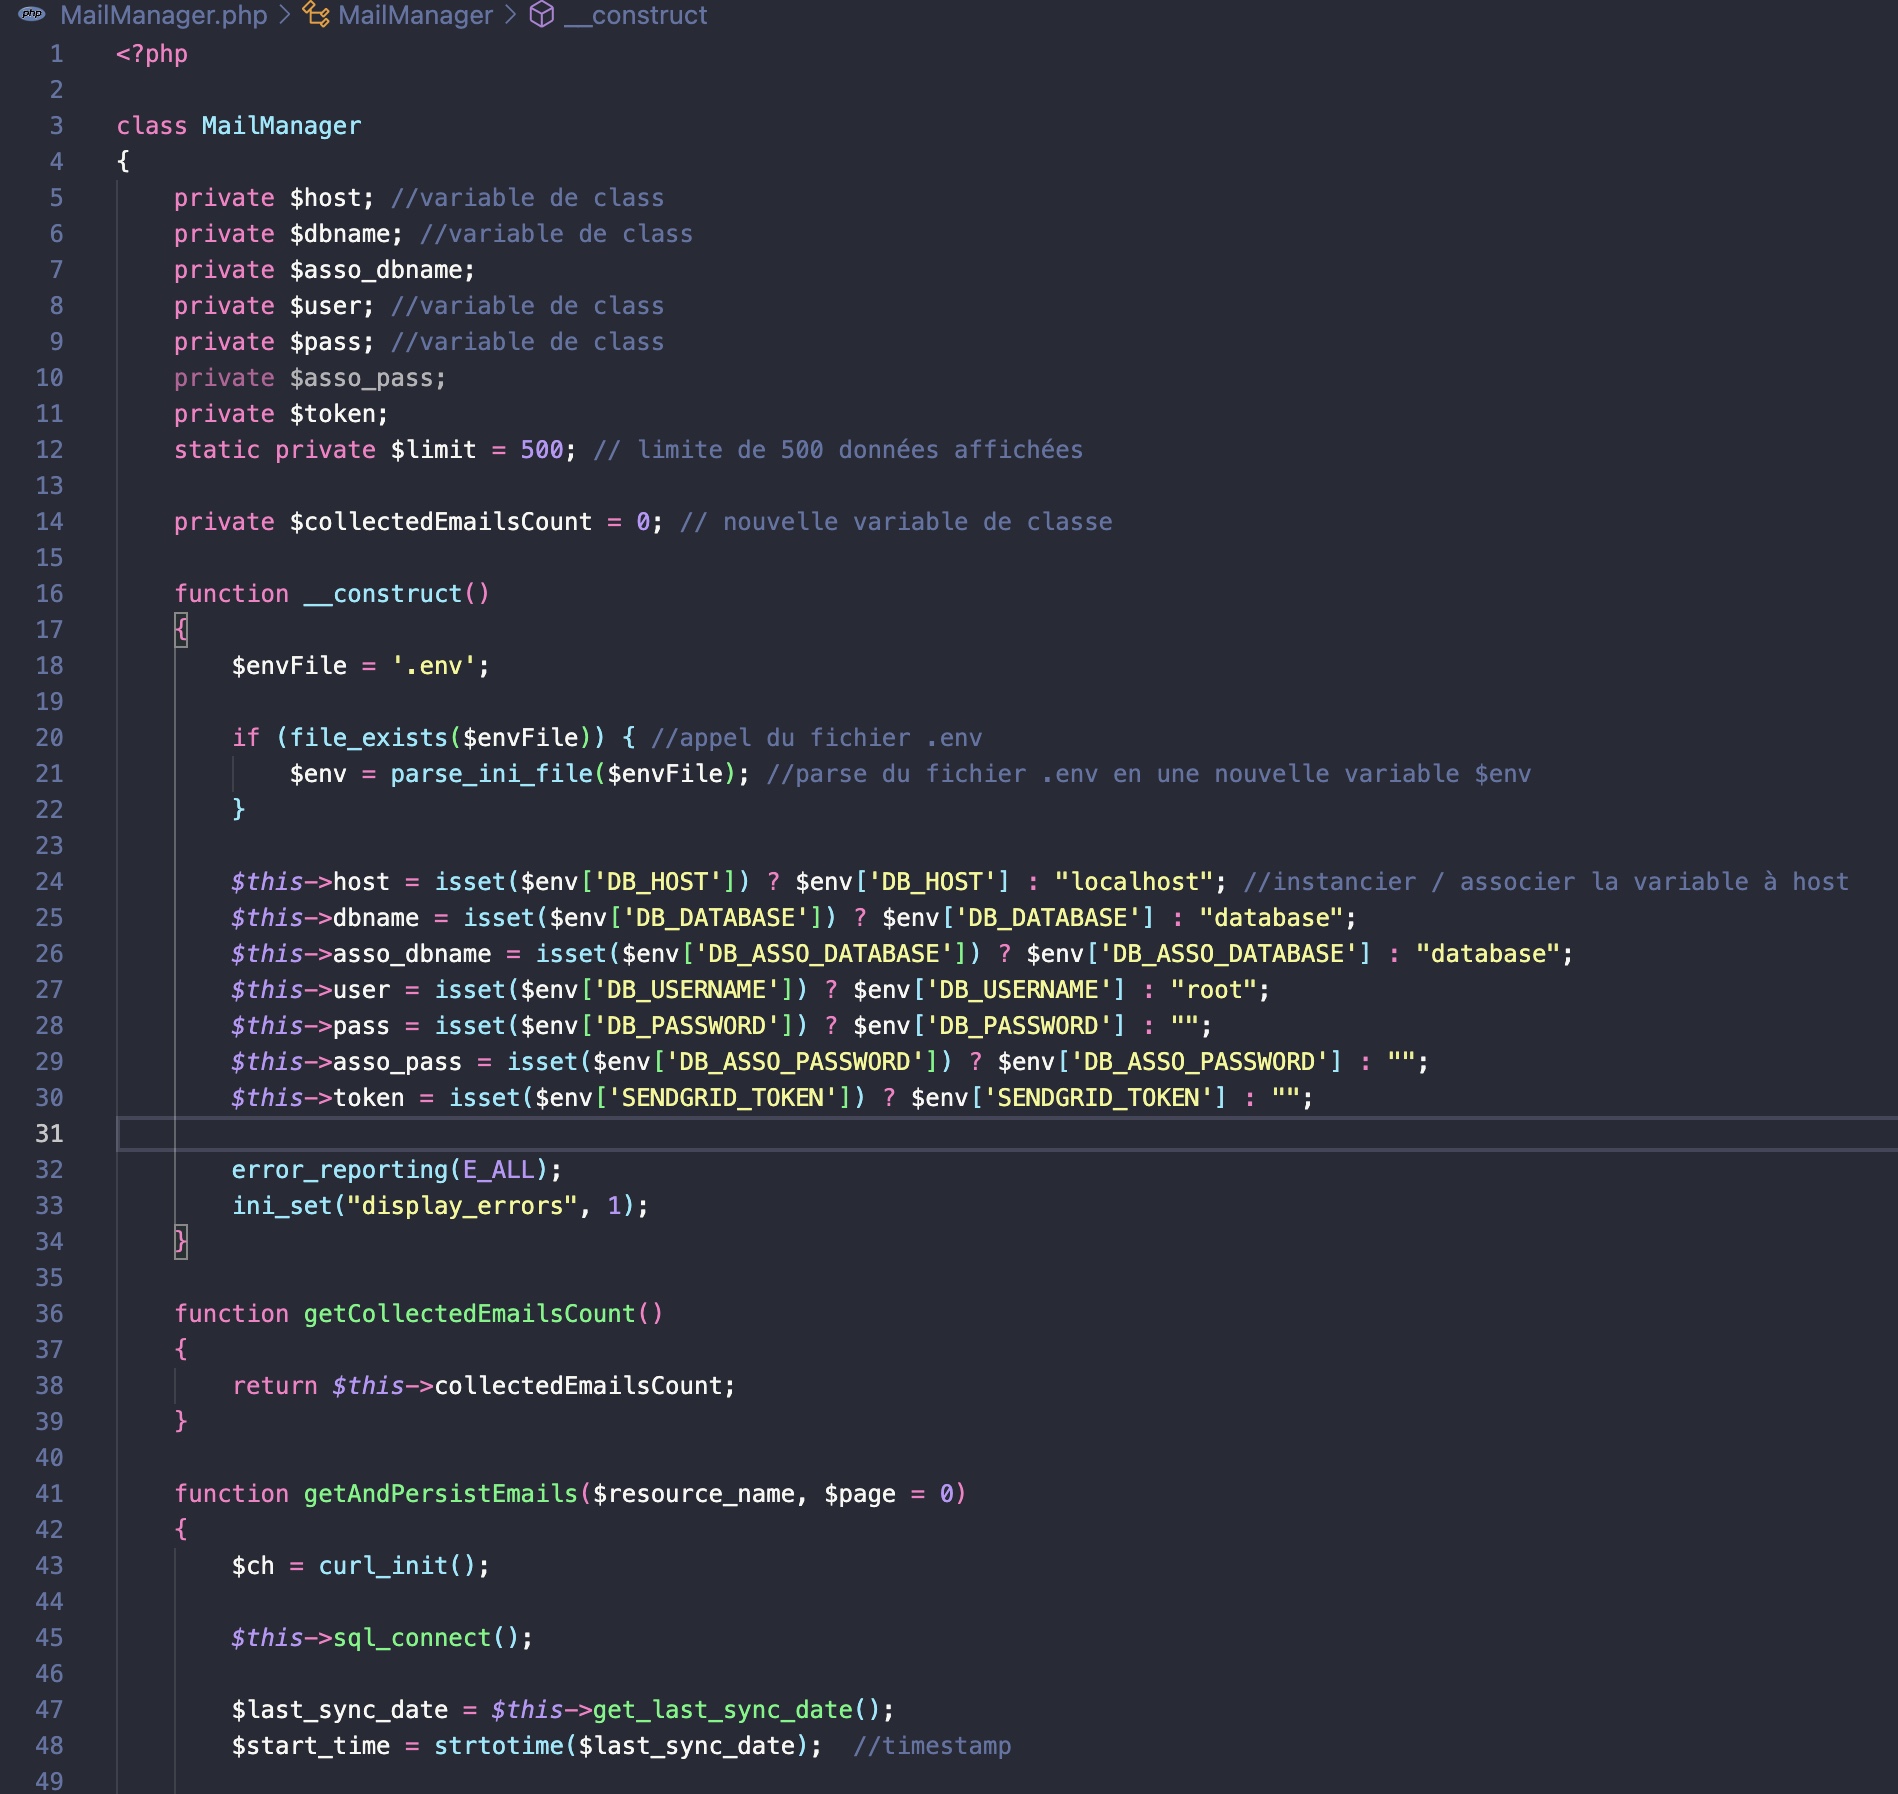 php MailManager.php > MailManager > __construct
1 <?php
2
3 class MailManager
4 {
5 private $host; //variable de class
6 private $dbname; //variable de class
7 private $asso_dbname;
8 private $user; //variable de class
9 private $pass; //variable de class
10 private $asso_pass;
11 private $token;
12 static private $limit = 500; // limite de 500 données affichées
13
14 private $collectedEmailsCount = 0; // nouvelle variable de classe
15
16 function __construct()
17 {
18 $envFile = '.env';
19
20 if (file_exists($envFile)) { //appel du fichier .env
21 $env = parse_ini_file($envFile); //parse du fichier .env en une nouvelle variable $env
22 }
23
24 $this->host = isset($env['DB_HOST']) ? $env['DB_HOST'] : "localhost"; //instancier / associer la variable à host
25 $this->dbname = isset($env['DB_DATABASE']) ? $env['DB_DATABASE'] : "database";
26 $this->asso_dbname = isset($env['DB_ASSO_DATABASE']) ? $env['DB_ASSO_DATABASE'] : "database";
27 $this->user = isset($env['DB_USERNAME']) ? $env['DB_USERNAME'] : "root";
28 $this->pass = isset($env['DB_PASSWORD']) ? $env['DB_PASSWORD'] : "";
29 $this->asso_pass = isset($env['DB_ASSO_PASSWORD']) ? $env['DB_ASSO_PASSWORD'] : "";
30 $this->token = isset($env['SENDGRID_TOKEN']) ? $env['SENDGRID_TOKEN'] : "";
31
32 error_reporting(E_ALL);
33 ini_set("display_errors", 1);
34 }
35
36 function getCollectedEmailsCount()
37 {
38 return $this->collectedEmailsCount;
39 }
40
41 function getAndPersistEmails($resource_name, $page = 0)
42 {
43 $ch = curl_init();
44
45 $this->sql_connect();
46
47 $last_sync_date = $this->get_last_sync_date();
48 $start_time = strtotime($last_sync_date); //timestamp
49